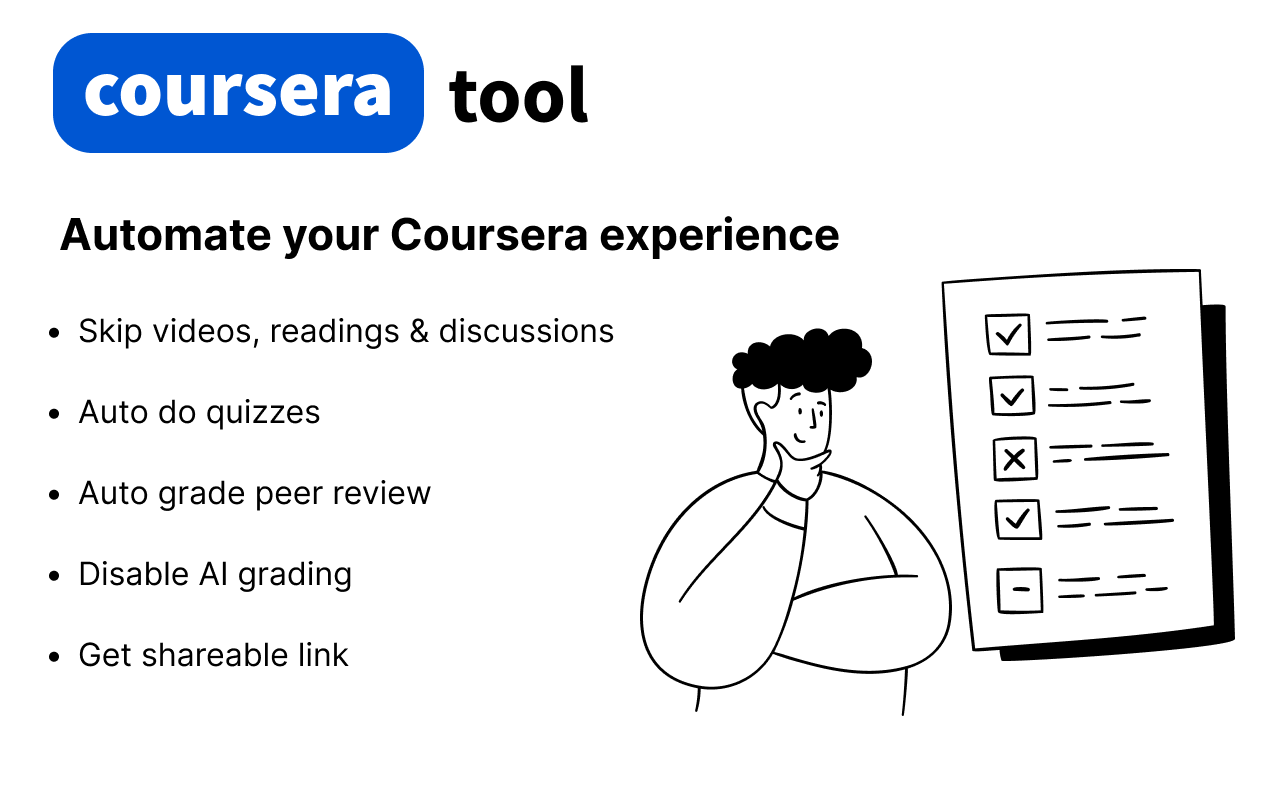 coursera tool
Automate your Coursera experience
• Skip videos, readings & discussions
• Auto do quizzes
• Auto grade peer review
• Disable AI grading
• Get shareable link